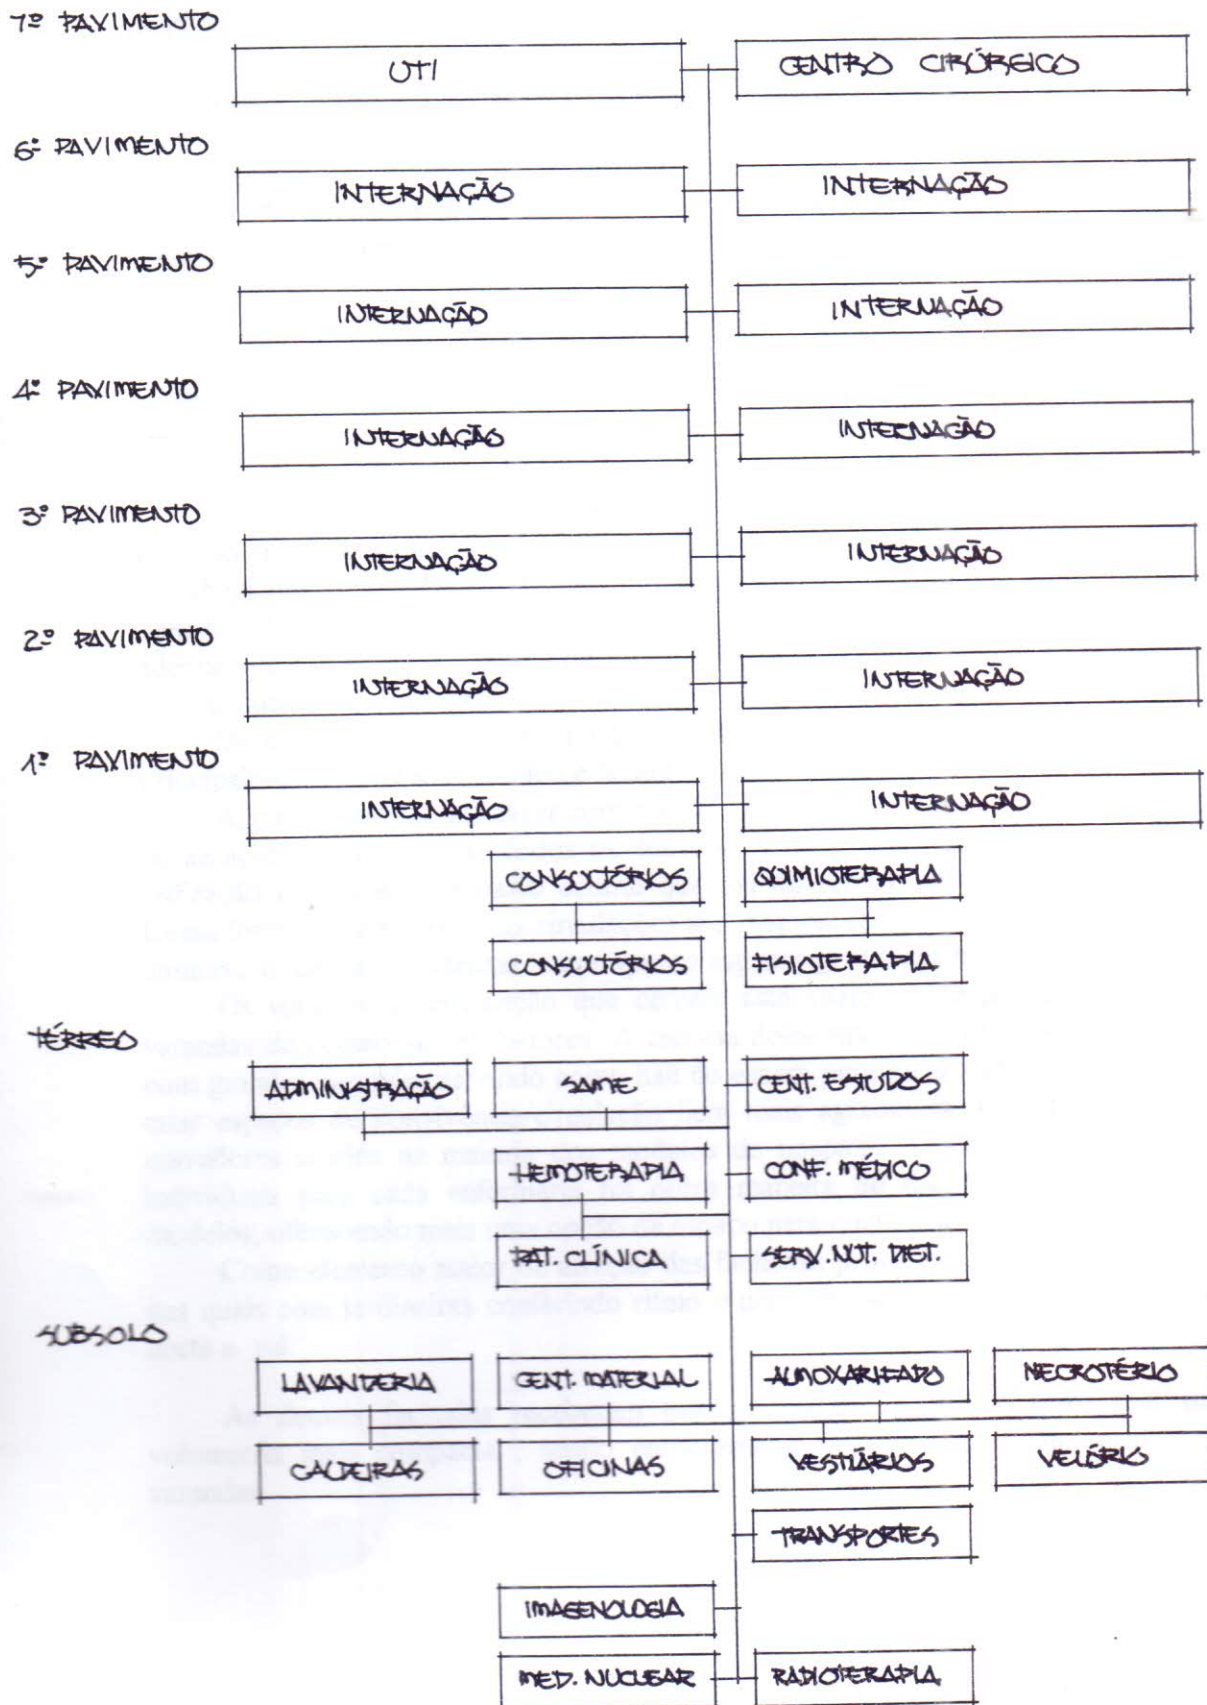 7º PAVIMENTO
UTI
CENTRO CIRÚRGICO
6º PAVIMENTO
INTERNAÇÃO
INTERNAÇÃO
5º PAVIMENTO
INTERNAÇÃO
INTERNAÇÃO
4º PAVIMENTO
INTERNAÇÃO
INTERNAÇÃO
3º PAVIMENTO
INTERNAÇÃO
INTERNAÇÃO
2º PAVIMENTO
INTERNAÇÃO
INTERNAÇÃO
1º PAVIMENTO
INTERNAÇÃO
INTERNAÇÃO
CONSULTÓRIOS
QUIMIOTERAPIA
CONSULTÓRIOS
FISIOTERAPIA
TÉRREO
ADMINISTRAÇÃO
SAME.
CENT. ESTUDOS
HEMOTERAPIA
CONF. MÉDICO
PAT. CLÍNICA
SERV. NUT. DIET.
SUBSOLO
LAVANDERIA
CENT. MATERIAL
ALMOXARIFADO
NECROTÉRIO
CALDEIRAS
OFICINAS
VESTIÁRIOS
VELÓRIO
TRANSPORTES
IMAGENOLOGIA
MED. NUCLEAR
RADIOTERAPIA